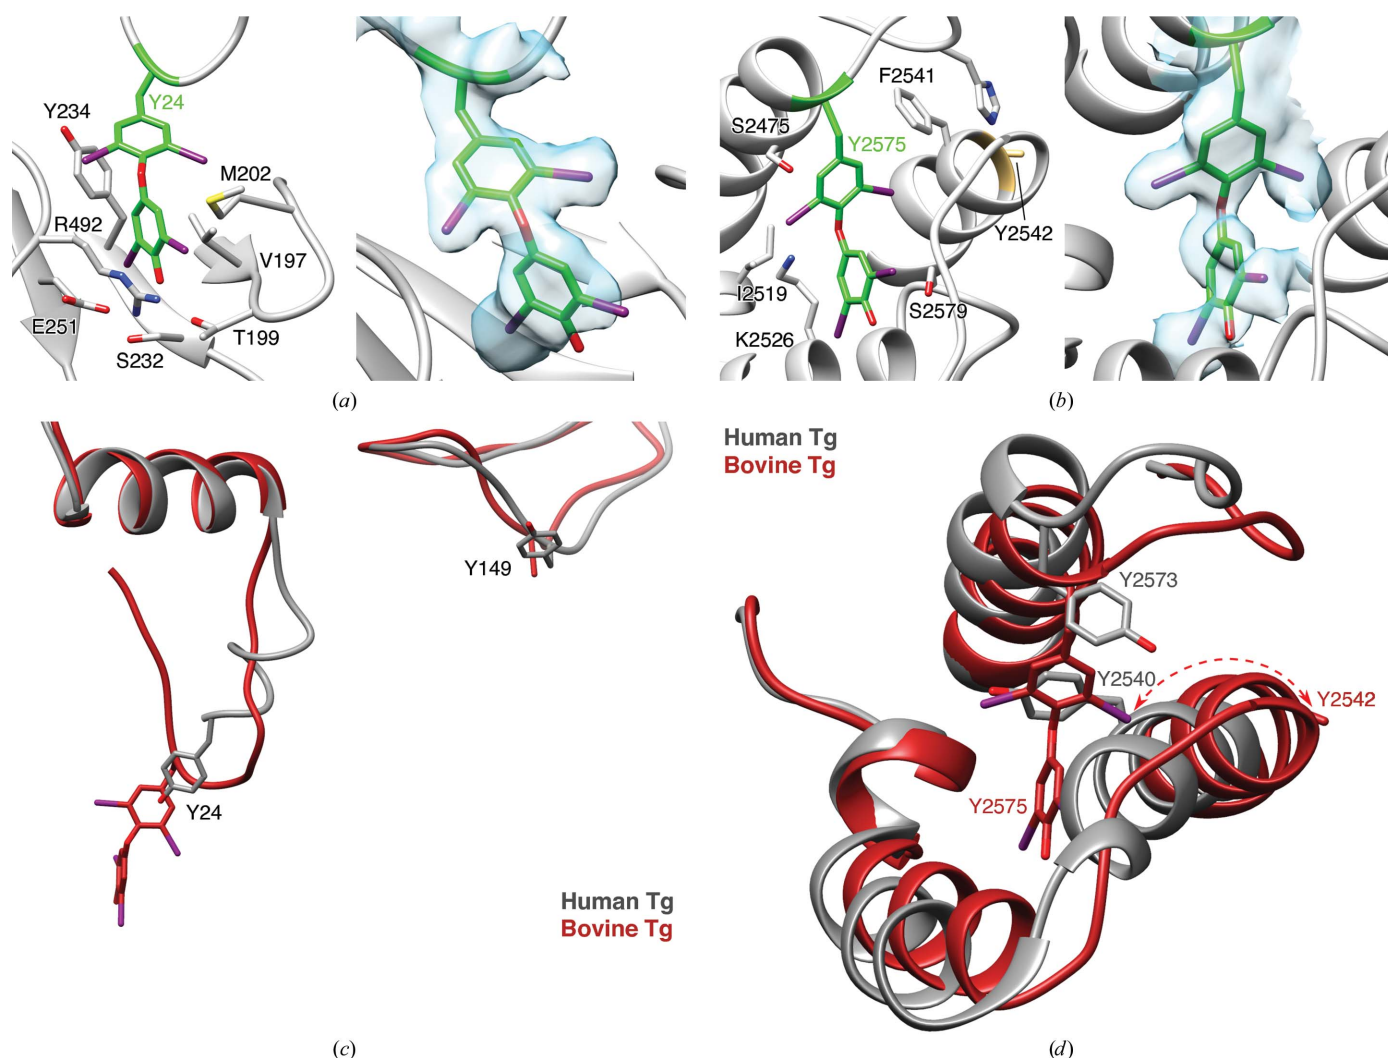 Y24
Y234
M202
R492
V197
E251
T199
S232
(a)
F2541
S2475
Y2575
Y2542
I2519
S2579
K2526
(b)
Y149
Y24
Human Tg
Bovine Tg
(c)
Human Tg
Bovine Tg
Y2573
Y2540
Y2542
Y2575
(d)